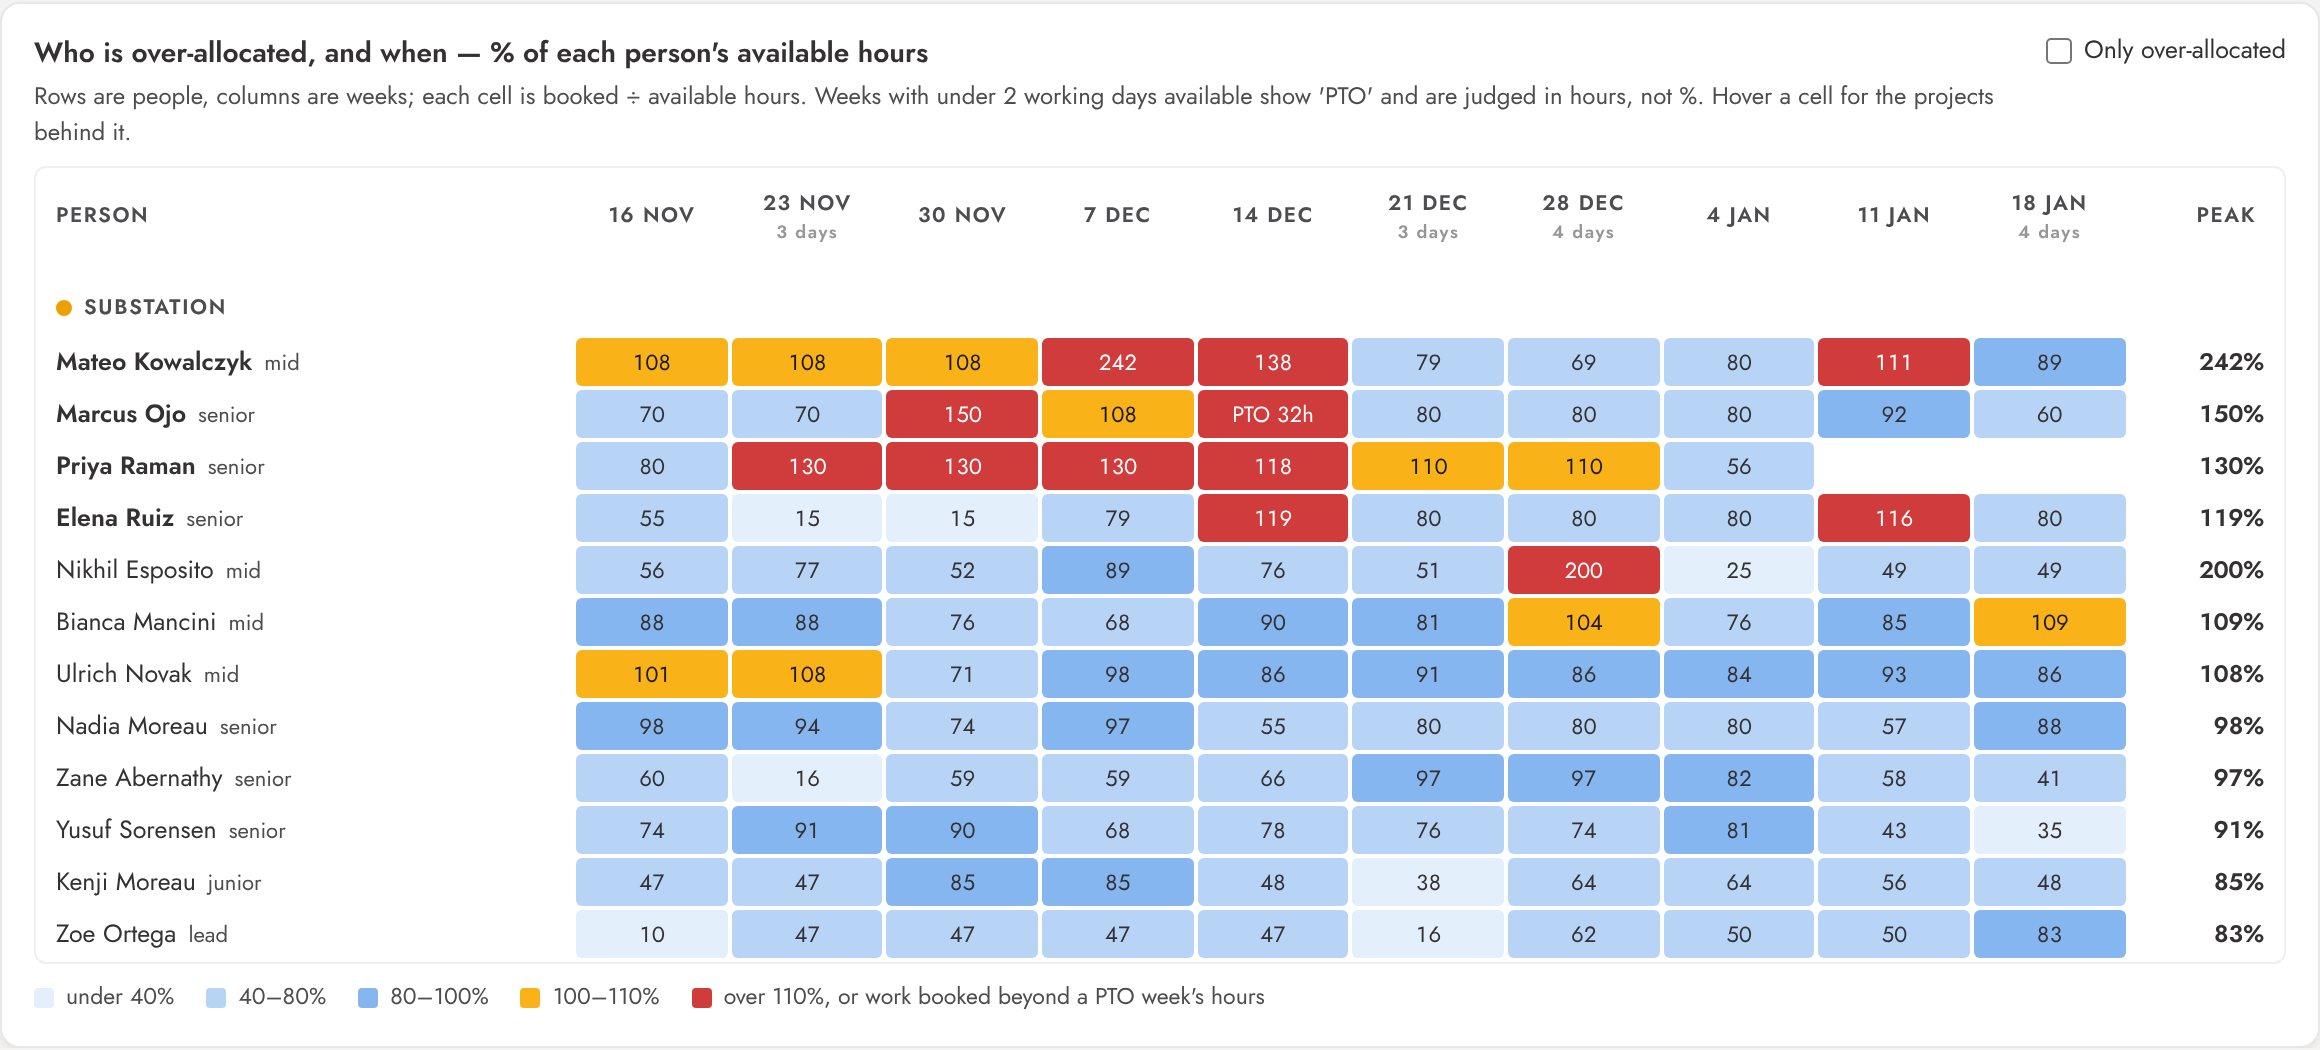 Who is over-allocated, and when — % of each person's available hours
Only over-allocated
Rows are people, columns are weeks; each cell is booked ÷ available hours. Weeks with under 2 working days available show 'PTO' and are judged in hours, not %. Hover a cell for the projects
behind it.
PERSON 16 NOV 23 NOV 30 NOV 7 DEC 14 DEC 21 DEC 28 DEC 4 JAN 11 JAN 18 JAN PEAK
3 days 3 days 4 days 4 days
SUBSTATION
Mateo Kowalczyk mid 108 108 108 242 138 79 69 80 111 89 242%
Marcus Ojo senior 70 70 150 108 PTO 32h 80 80 80 92 60 150%
Priya Raman senior 80 130 130 130 118 110 110 56 130%
Elena Ruiz senior 55 15 15 79 119 80 80 80 116 80 119%
Nikhil Esposito mid 56 77 52 89 76 51 200 25 49 49 200%
Bianca Mancini mid 88 88 76 68 90 81 104 76 85 109 109%
Ulrich Novak mid 101 108 71 98 86 91 86 84 93 86 108%
Nadia Moreau senior 98 94 74 97 55 80 80 80 57 88 98%
Zane Abernathy senior 60 16 59 59 66 97 97 82 58 41 97%
Yusuf Sorensen senior 74 91 90 68 78 76 74 81 43 35 91%
Kenji Moreau junior 47 47 85 85 48 38 64 64 56 48 85%
Zoe Ortega lead 10 47 47 47 47 16 62 50 50 83 83%
under 40% 40–80% 80–100% 100–110% over 110%, or work booked beyond a PTO week's hours